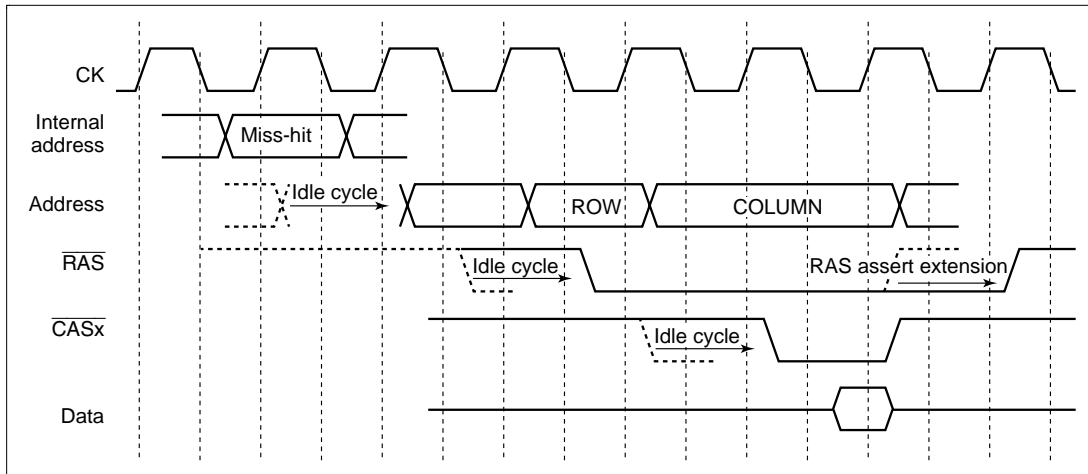 CK
Internal
address
Miss-hit
Address
Idle cycle
ROW
COLUMN
RAS
Idle cycle
RAS assert extension
CASx
Idle cycle
Data